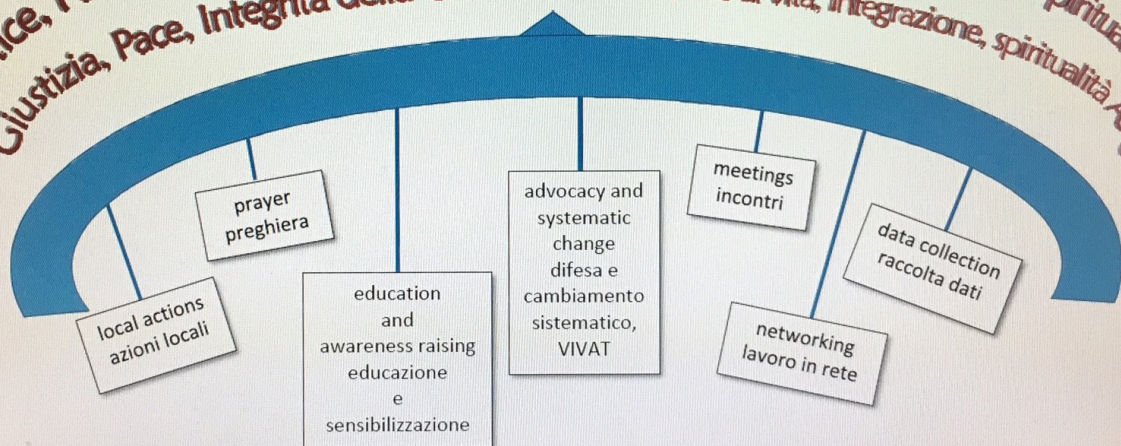 Giustizia, Pace, Integrità
integrazione, spiritualità
local actions
azioni locali
prayer
preghiera
education
and
awareness raising
educazione
e
sensibilizzazione
advocacy and
systematic
change
difesa e
cambiamento
sistematico,
VIVAT
meetings
incontri
networking
lavoro in rete
data collection
raccolta dati